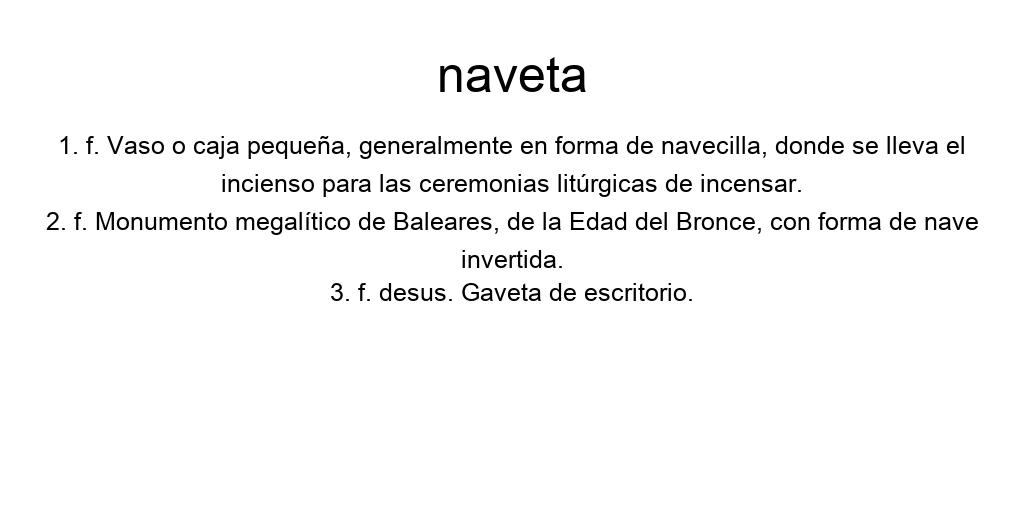 naveta
1. f. Vaso o caja pequeña, generalmente en forma de navecilla, donde se lleva el
incienso para las ceremonias litúrgicas de incensar.
2. f. Monumento megalítico de Baleares, de la Edad del Bronce, con forma de nave
invertida.
3. f. desus. Gaveta de escritorio.